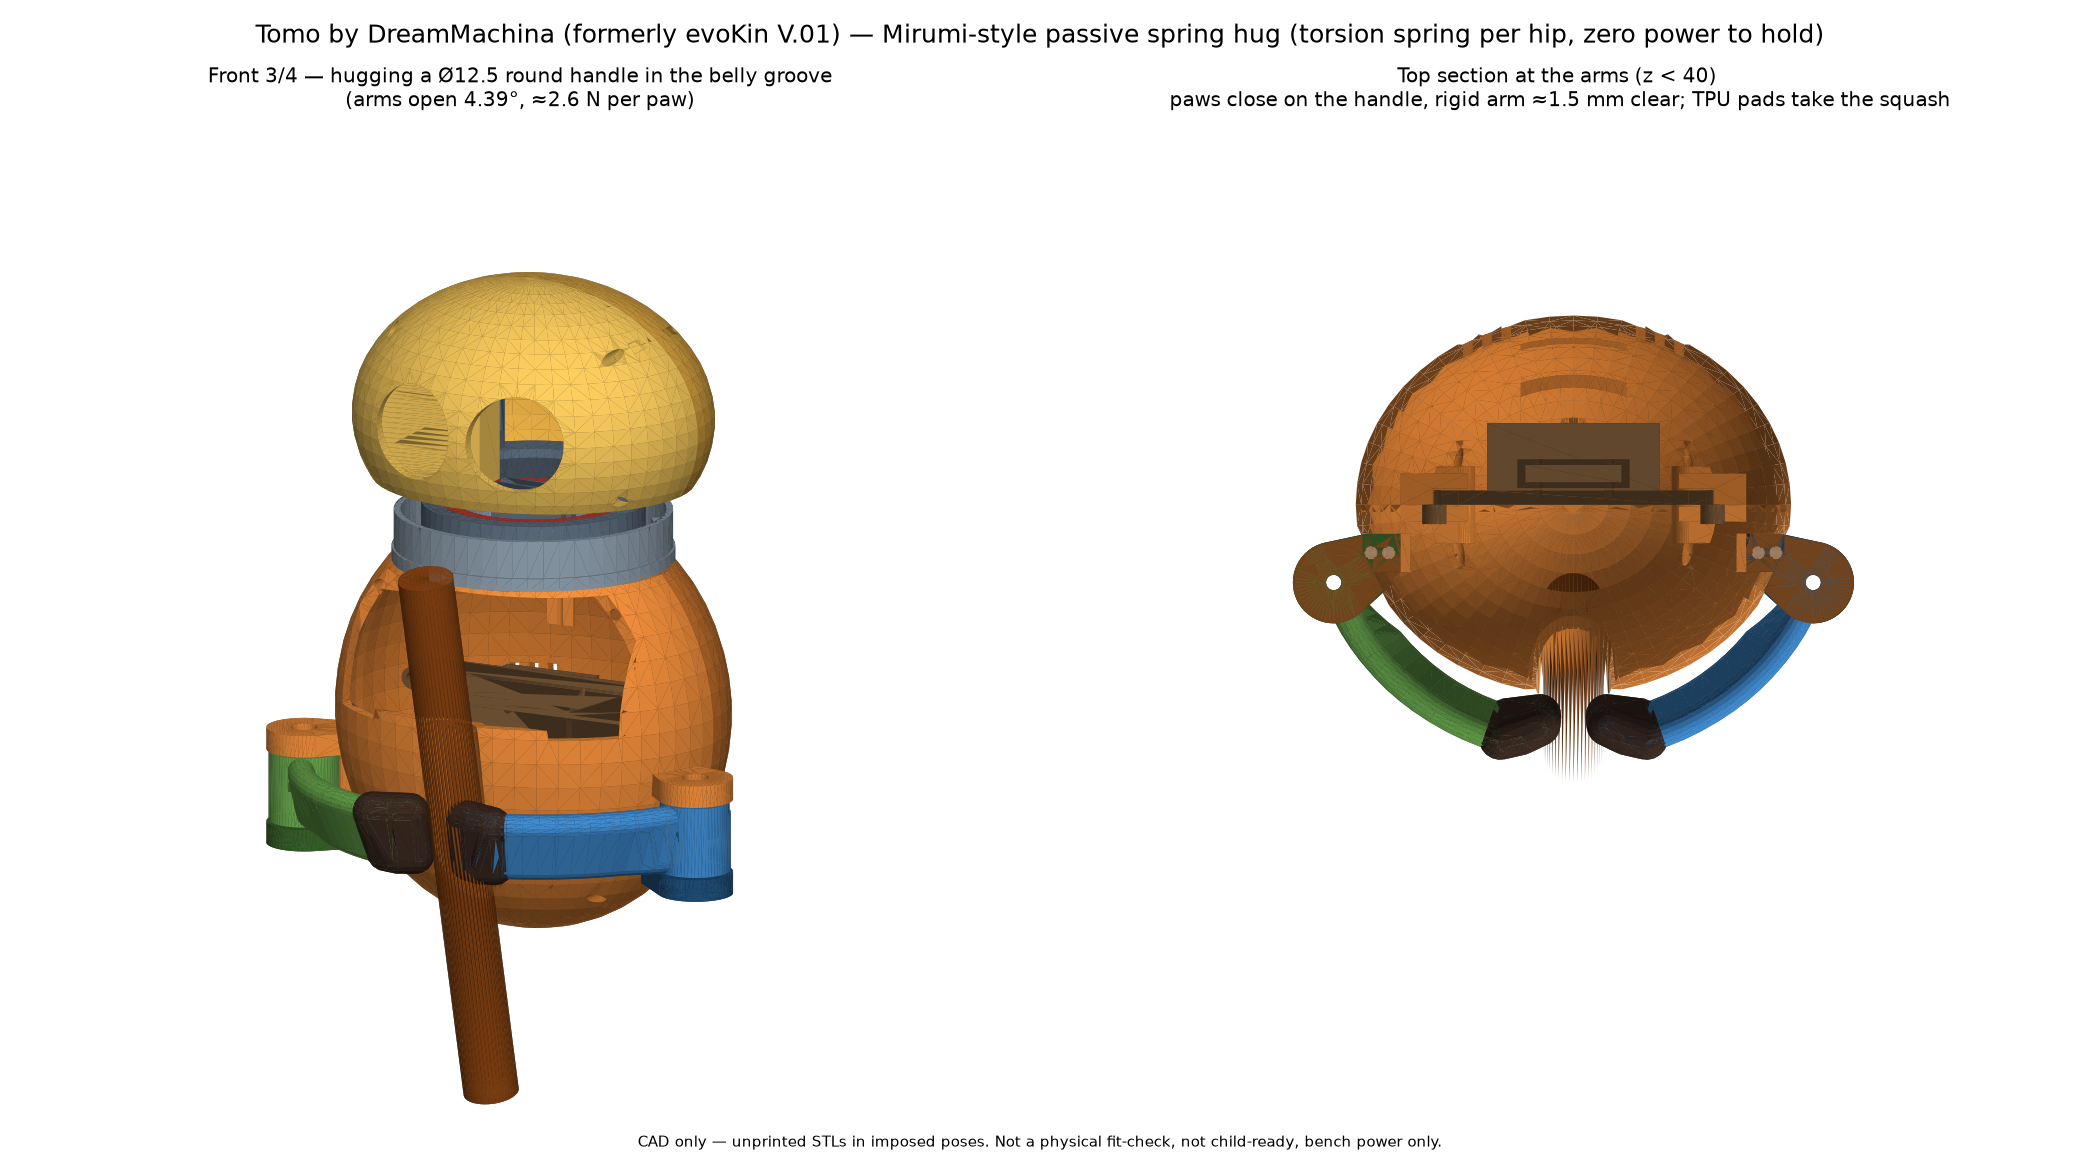 Tomo by DreamMachina (formerly evoKin V.01) — Mirumi-style passive spring hug (torsion spring per hip, zero power to hold)
Front 3/4 — hugging a Ø12.5 round handle in the belly groove
(arms open 4.39°, ≈2.6 N per paw)
Top section at the arms (z < 40)
paws close on the handle, rigid arm ≈1.5 mm clear; TPU pads take the squash
CAD only — unprinted STLs in imposed poses. Not a physical fit-check, not child-ready, bench power only.